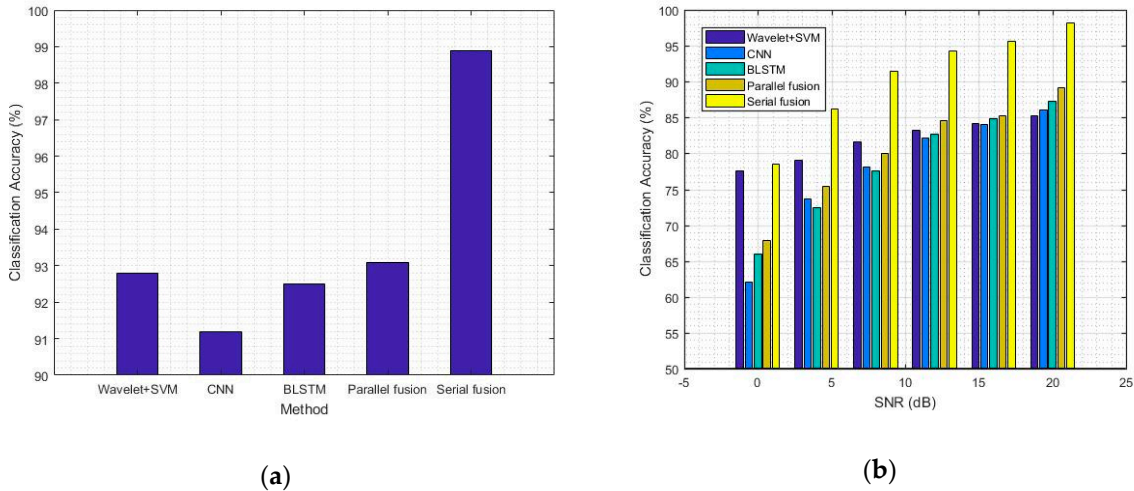 100
99
98
97
96
95
94
93
92
91
90
Classification Accuracy (%)
Wavelet+SVM CNN BLSTM Parallel fusion Serial fusion
Method
(a)
100
95
90
85
80
75
70
65
60
55
50
Classification Accuracy (%)
Wavelet+SVM
CNN
BLSTM
Parallel fusion
Serial fusion
-5 0 5 10 15 20 25
SNR (dB)
(b)